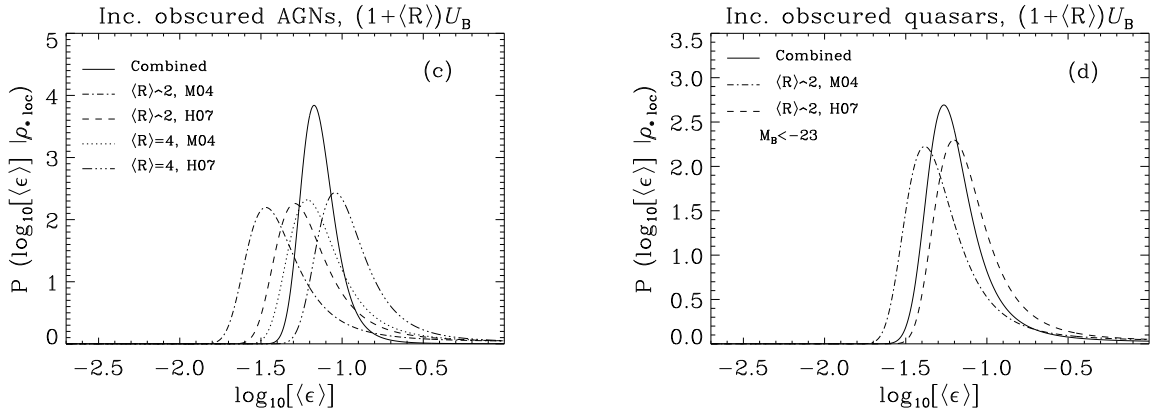 Inc. obscured AGNs, (1+⟨R⟩)U_B
5
4
3
2
1
0
P (log₁₀[⟨ϵ⟩] |ρ•loc)
(c)
Combined
⟨R⟩~2, M04
⟨R⟩~2, H07
⟨R⟩=4, M04
⟨R⟩=4, H07
-2.5 -2.0 -1.5 -1.0 -0.5
log₁₀[⟨ϵ⟩]
Inc. obscured quasars, (1+⟨R⟩)U_B
3.5
3.0
2.5
2.0
1.5
1.0
0.5
0.0
P (log₁₀[⟨ϵ⟩] |ρ•loc)
(d)
Combined
⟨R⟩~2, M04
⟨R⟩~2, H07
M_B<-23
-2.5 -2.0 -1.5 -1.0 -0.5
log₁₀[⟨ϵ⟩]